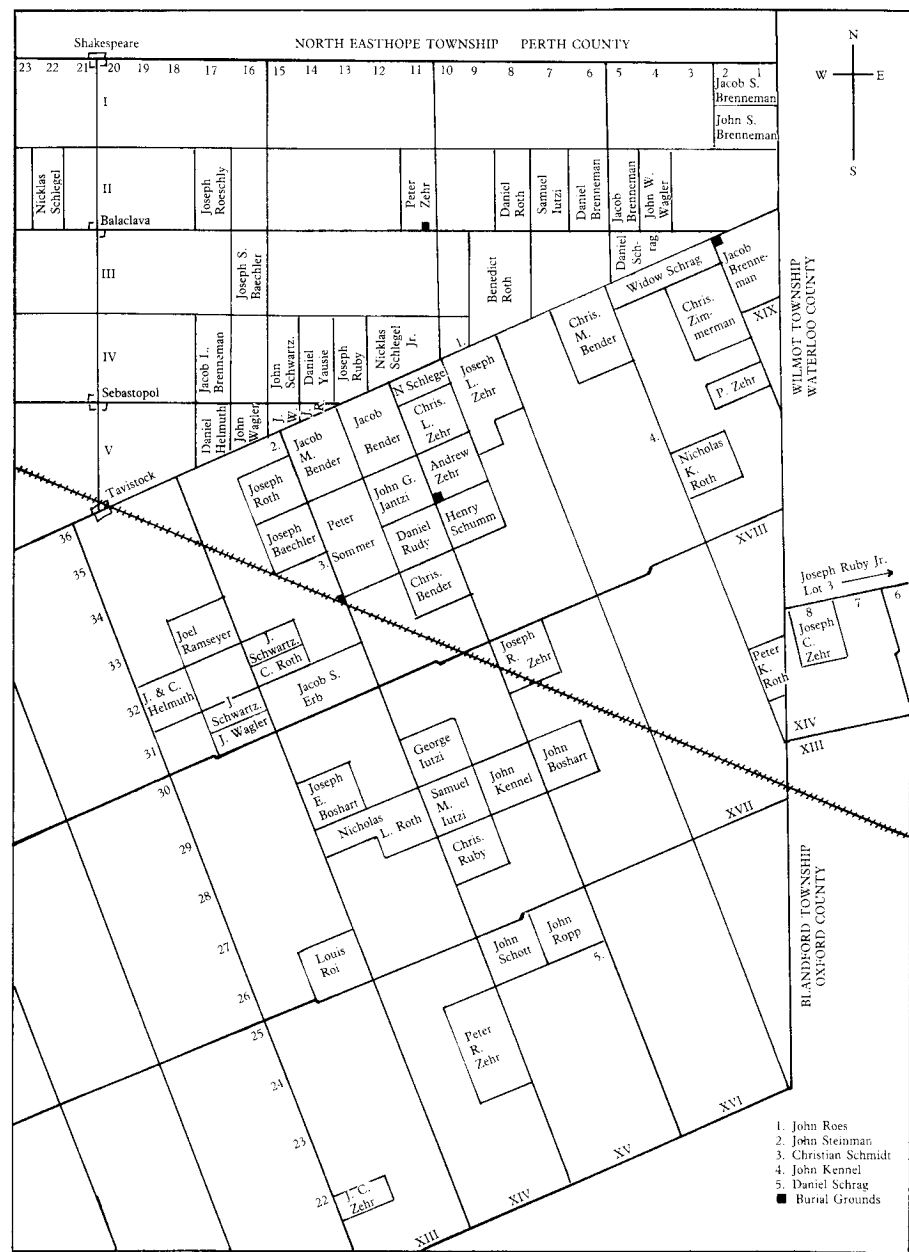 Shakespeare
NORTH EASTHOPE TOWNSHIP PERTH COUNTY
N
W
E
S
23 22 21 20 19 18 17 16 15 14 13 12 11 10 9 8 7 6 5 4 3 2 1
I
Jacob S.
Brenneman
John S.
Brenneman
II
Nicklas
Schlegel
Joseph
Roeschly
Peter
Zehr
Daniel
Roth
Samuel
Iutzi
Daniel
Brenneman
Jacob
Brenneman
John W.
Wagler
Balaclava
III
Joseph S.
Baechler
Benedict
Roth
Daniel
Sch-
rag
Widow Schrag
Jacob
Brenne-
man
Chris.
Zim-
merman
XIX
WILMOT TOWNSHIP
WATERLOO COUNTY
IV
Jacob L.
Brenneman
John
Schwartz.
Daniel
Yausie
Joseph
Ruby
Nicklas
Schlegel
Jr.
1.
Chris.
M.
Bender
P. Zehr
Sebastopol
V
Daniel
Helmuth
John
Wagler
J.
W.
J.
R.
N Schlegel
Joseph
L.
Zehr
2.
Jacob
M.
Bender
Jacob
Bender
Chris.
L.
Zehr
4.
Nicholas
K.
Roth
Tavistock
Joseph
Roth
John G.
Jantzi
Andrew
Zehr
Joseph
Baechler
Peter
Sommer
3.
Daniel
Rudy
Henry
Schumm
Chris.
Bender
XVIII
36
35
34
33
32
31
30
29
28
27
26
25
24
23
22
Joel
Ramseyer
J.
Schwartz.
C. Roth
J. & C.
Helmuth
J.
Schwartz.
J. Wagler
Jacob S.
Erb
Joseph
R.
Zehr
Peter
K.
Roth
Joseph Ruby Jr.
Lot 3
8 7 6
Joseph
C.
Zehr
XIV
XIII
George
Iutzi
Joseph
E.
Boshart
Nicholas
L. Roth
Samuel
M.
Iutzi
John
Kennel
John
Boshart
Chris.
Ruby
XVII
BLANDFORD TOWNSHIP
OXFORD COUNTY
Louis
Roi
John
Schott
John
Ropp
5.
Peter
R.
Zehr
XVI
XV
XIV
XIII
J. C.
Zehr
1. John Roes
2. John Steinman
3. Christian Schmidt
4. John Kennel
5. Daniel Schrag
Burial Grounds